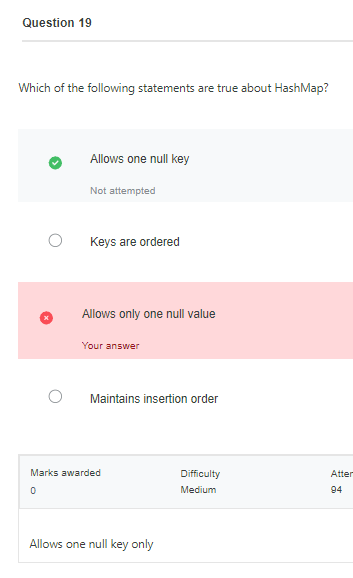 Question 19
Which of the following statements are true about HashMap?
Allows one null key
Not attempted
Keys are ordered
Allows only one null value
Your answer
Maintains insertion order
Marks awarded Difficulty Atter
0 Medium 94
Allows one null key only